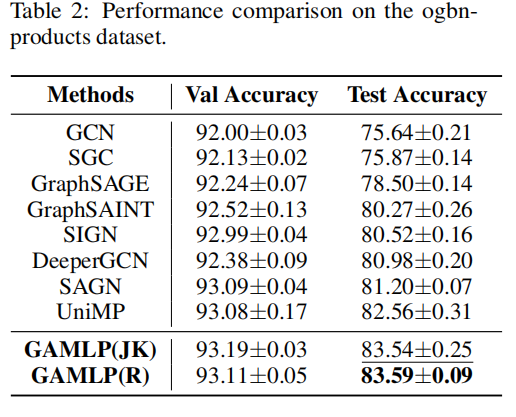 Table 2: Performance comparison on the ogbn-
products dataset.
Methods Val Accuracy Test Accuracy
GCN 92.00±0.03 75.64±0.21
SGC 92.13±0.02 75.87±0.14
GraphSAGE 92.24±0.07 78.50±0.14
GraphSAINT 92.52±0.13 80.27±0.26
SIGN 92.99±0.04 80.52±0.16
DeeperGCN 92.38±0.09 80.98±0.20
SAGN 93.09±0.04 81.20±0.07
UniMP 93.08±0.17 82.56±0.31
GAMLP(JK) 93.19±0.03 83.54±0.25
GAMLP(R) 93.11±0.05 83.59±0.09